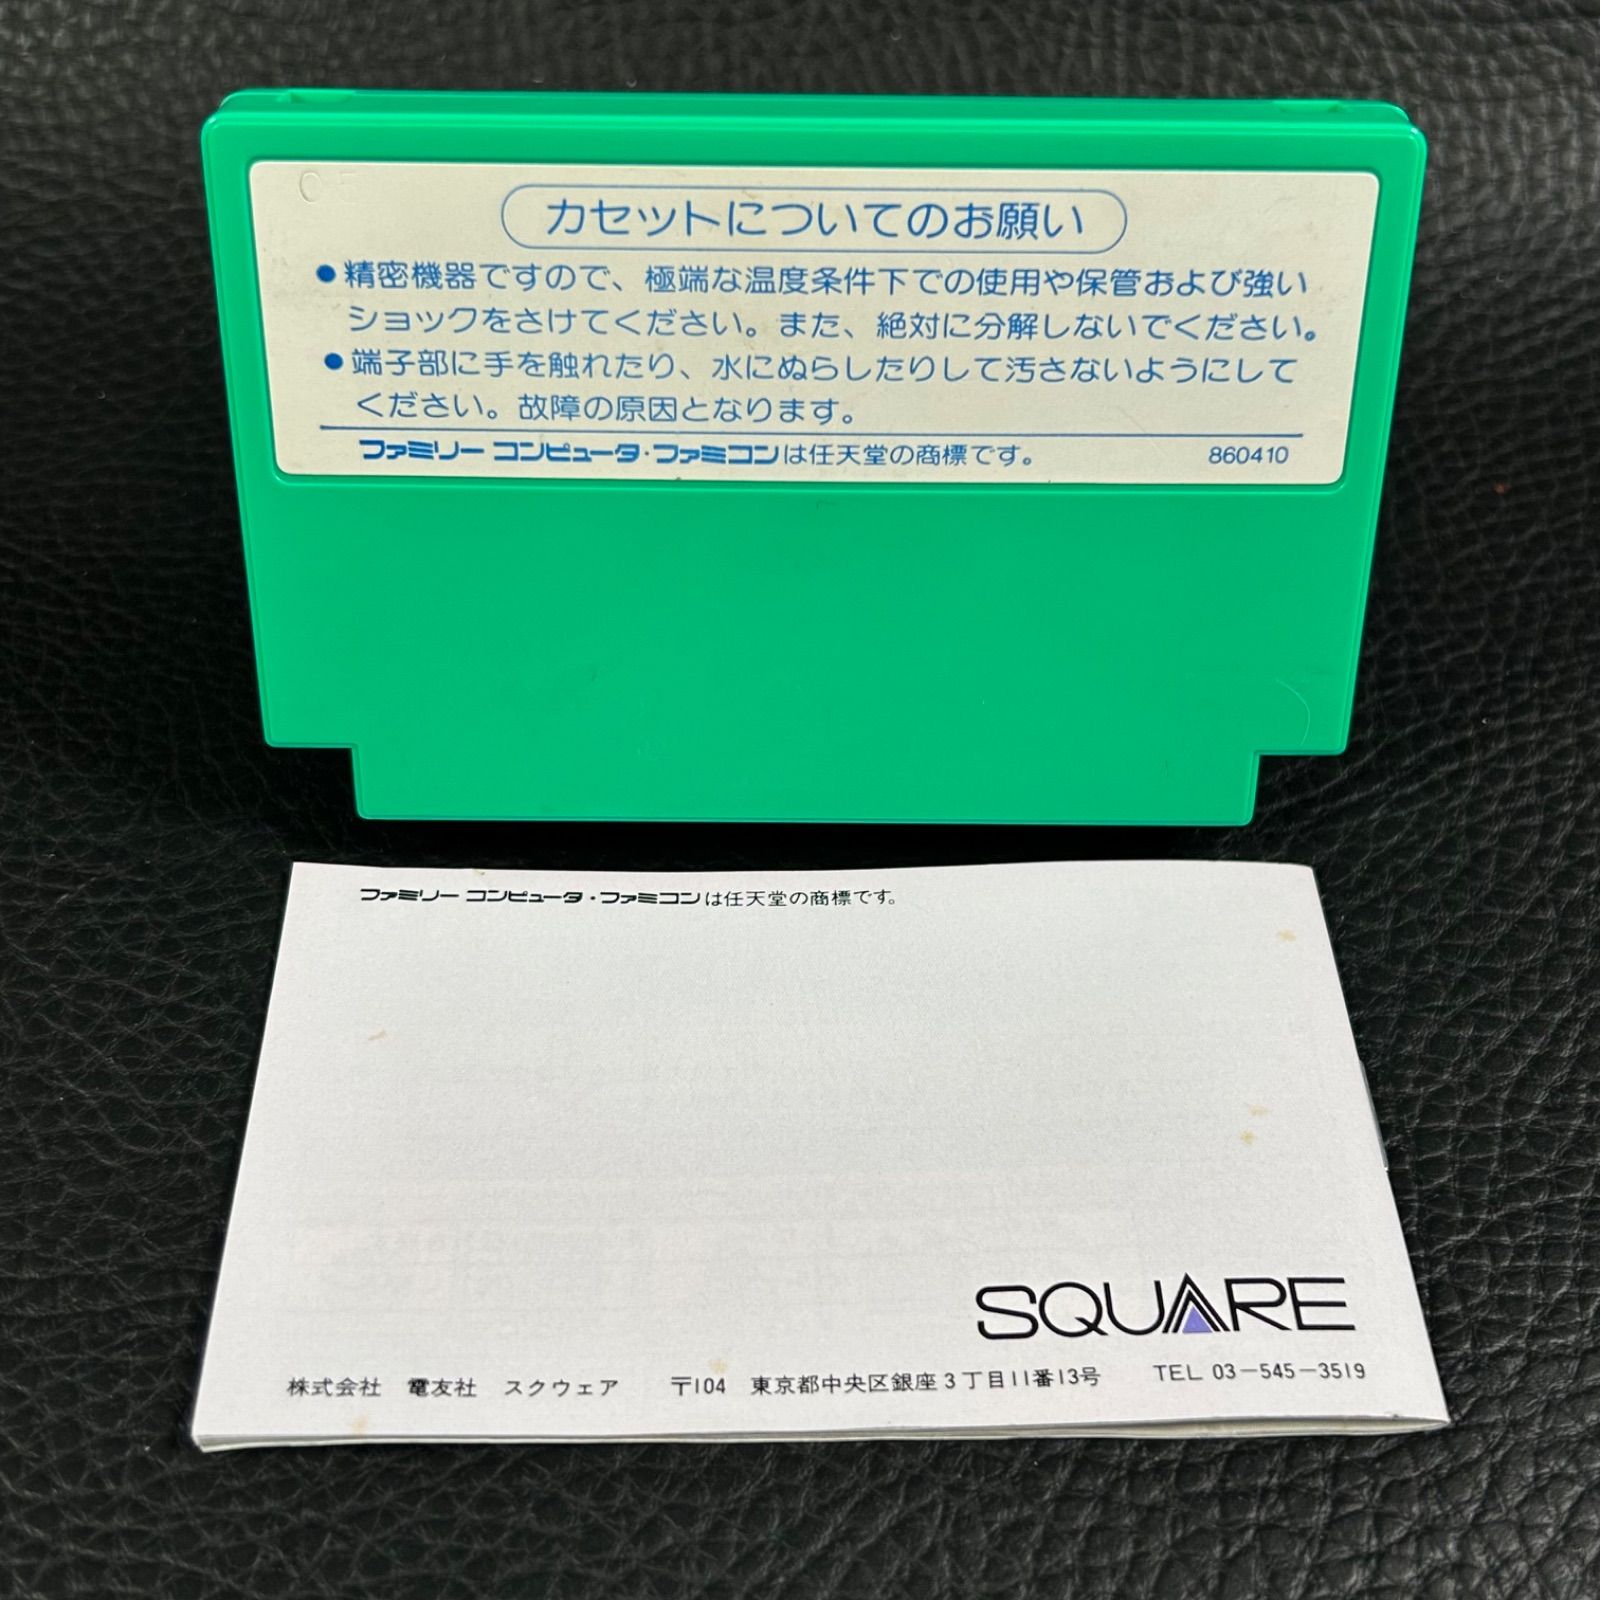 05
カセットについてのお願い
●精密機器ですので、極端な温度条件下での使用や保管および強い
ショックをさけてください。また、絶対に分解しないでください。
●端子部に手を触れたり、水にぬらしたりして汚さないようにして
ください。故障の原因となります。
ファミリー コンピュータ・ファミコンは任天堂の商標です。 860410
ファミリー コンピュータ・ファミコンは任天堂の商標です。
SQUARE
株式会社 電友社 スクウェア 〒104 東京都中央区銀座3丁目11番13号 TEL 03-545-3519